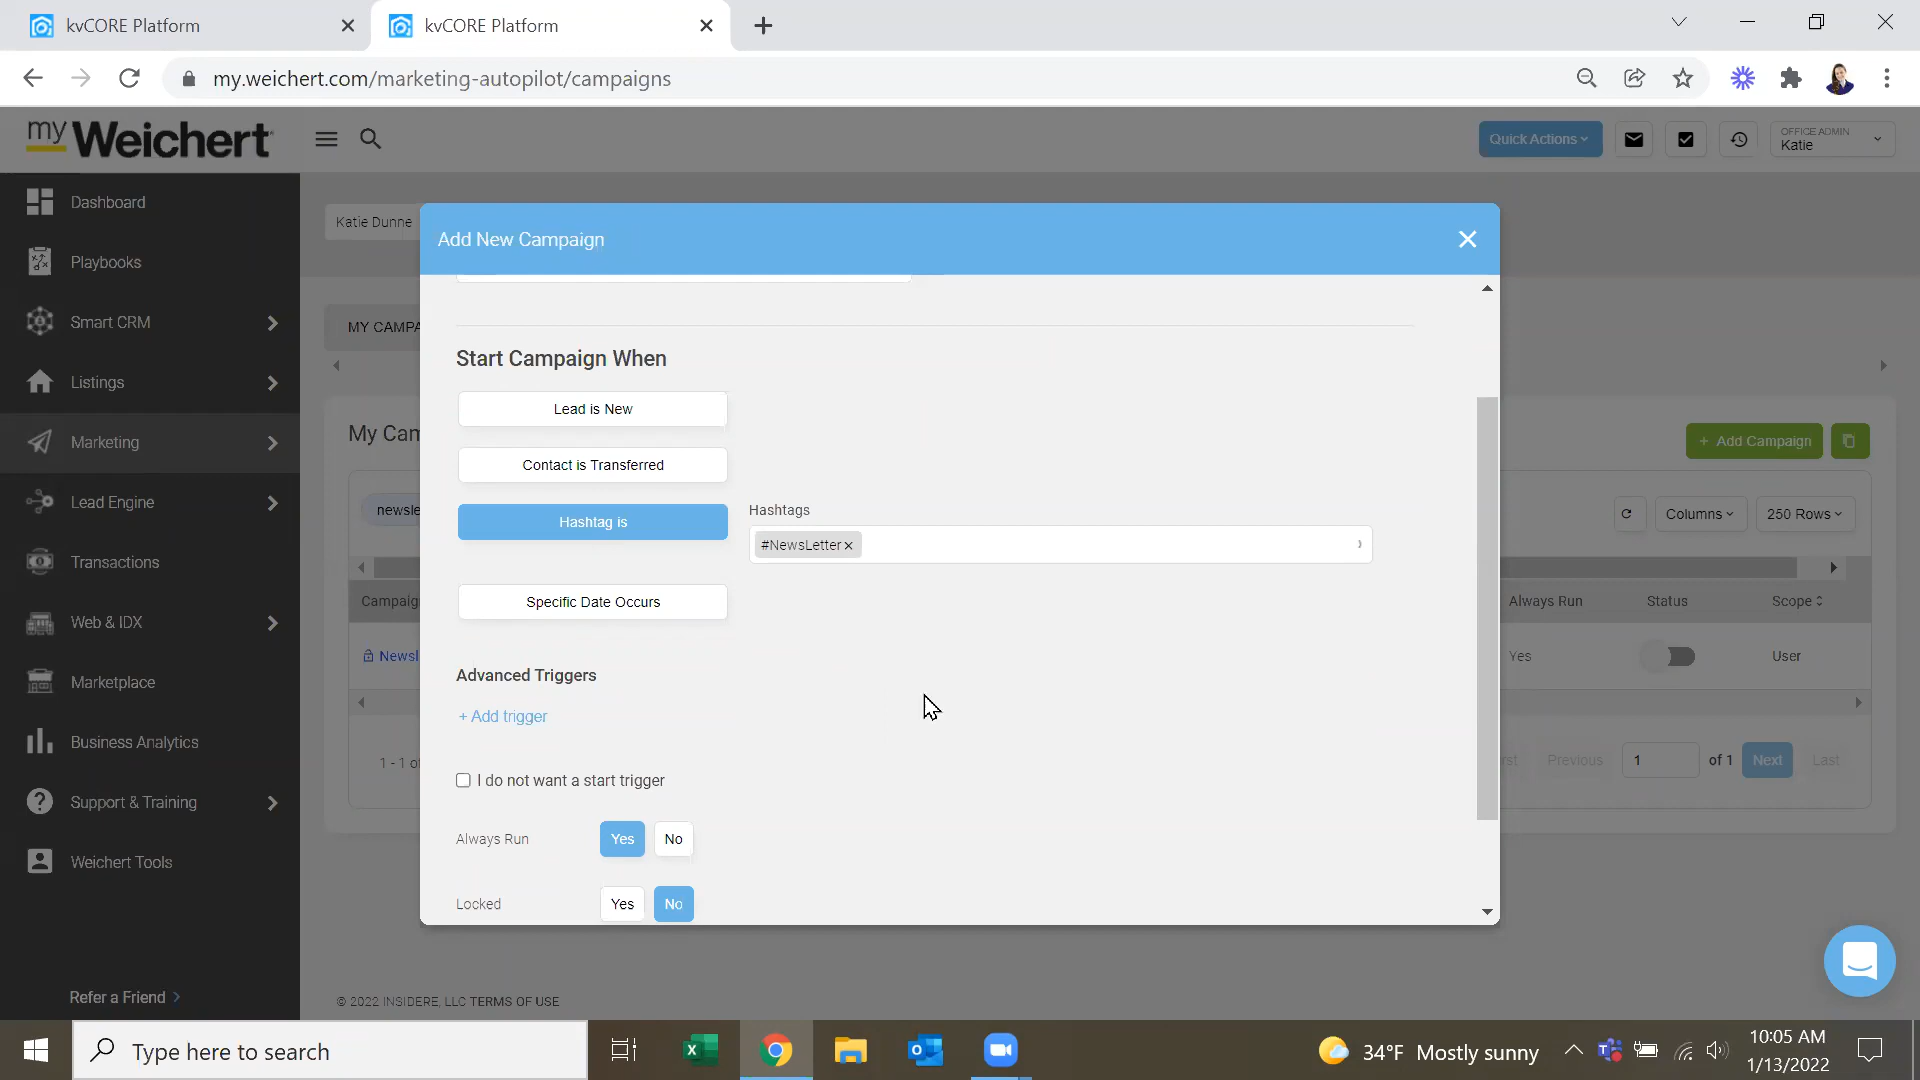 kvCORE Platform
kvCORE Platform
my.weichert.com/marketing-autopilot/campaigns
my Weichert
Quick Actions
OFFICE ADMIN
Katie
Dashboard
Playbooks
Smart CRM
Listings
Marketing
Lead Engine
Transactions
Web & IDX
Marketplace
Business Analytics
Support & Training
Weichert Tools
Refer a Friend
Katie Dunne
MY CAMPA
My Cam
newsle
Campaig
Newsl
1 - 1 o
Add New Campaign
Start Campaign When
Lead is New
Contact is Transferred
Hashtag is
Hashtags
#NewsLetter
Specific Date Occurs
Advanced Triggers
+ Add trigger
I do not want a start trigger
Always Run Yes No
Locked Yes No
+ Add Campaign
Columns
250 Rows
Always Run Status Scope
Yes User
rst Previous 1 of 1 Next Last
© 2022 INSIDERE, LLC TERMS OF USE
Type here to search
34°F Mostly sunny
10:05 AM
1/13/2022